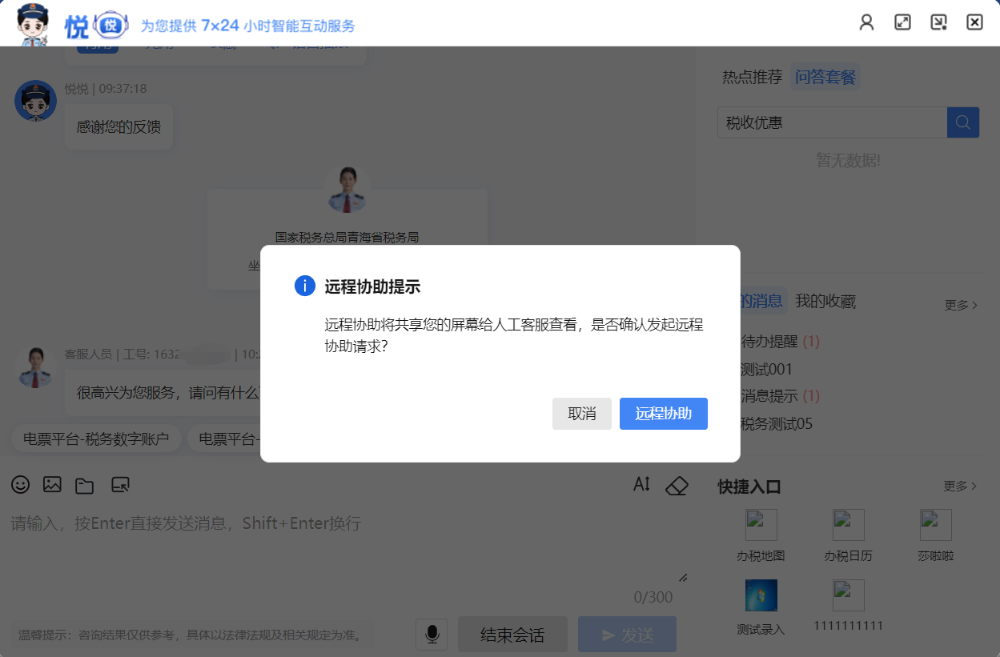 悦 悦 为您提供 7×24 小时智能互动服务
悦悦 | 09:37:18
感谢您的反馈
国家税务总局青海省税务局
坐
客服人员 | 工号: 1632 | 10:
很高兴为您服务，请问有什么
电票平台-税务数字账户
电票平台-
远程协助提示
远程协助将共享您的屏幕给人工客服查看，是否确认发起远程
协助请求？
取消
远程协助
请输入，按Enter直接发送消息，Shift+Enter换行
0/300
温馨提示：咨询结果仅供参考，具体以法律法规及相关规定为准。
结束会话
发送
热点推荐 问答套餐
税收优惠
暂无数据!
的消息 我的收藏 更多
待办提醒 (1)
测试001
消息提示 (1)
税务测试05
快捷入口 更多
办税地图 办税日历 莎啦啦
测试录入 1111111111